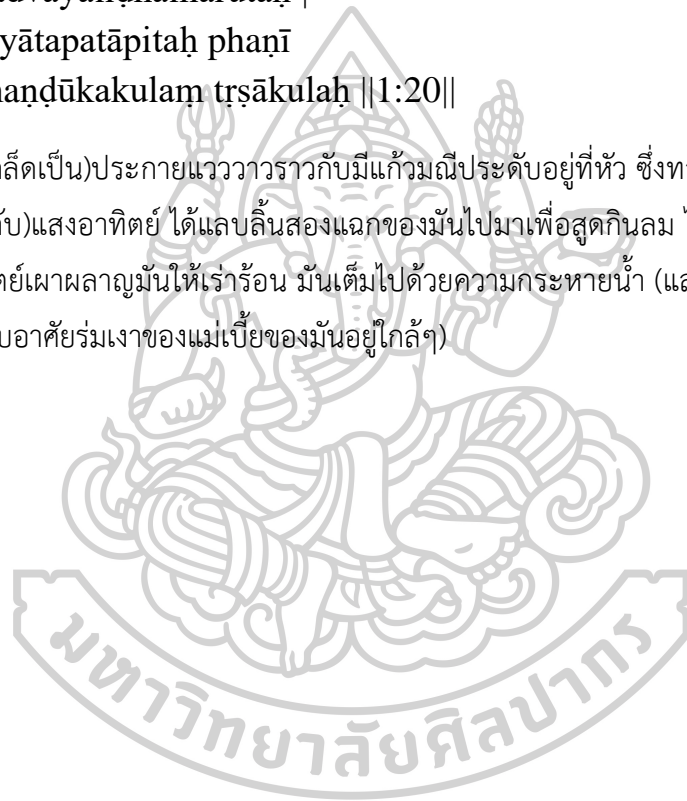 yātapatāpitaḥ phaṇī
aṇḍūkakulaṃ tṛṣākulaḥ ||1:20||
ล็ดเป็น)ประกายแวววาวราวกับมีแก้วมณีประดับอยู่ที่หัว ซึ่งท
ับ)แสงอาทิตย์ ได้แลบลิ้นสองแฉกของมันไปมาเพื่อสูดกินลม
ตย์เผาผลาญมันให้เร่าร้อน มันเต็มไปด้วยความกระหายน้ำ (แล
บอาศัยร่มเงาของแม่เบี้ยของมันอยู่ใกล้ๆ)
มหาวิทยาลัยศิลปากร